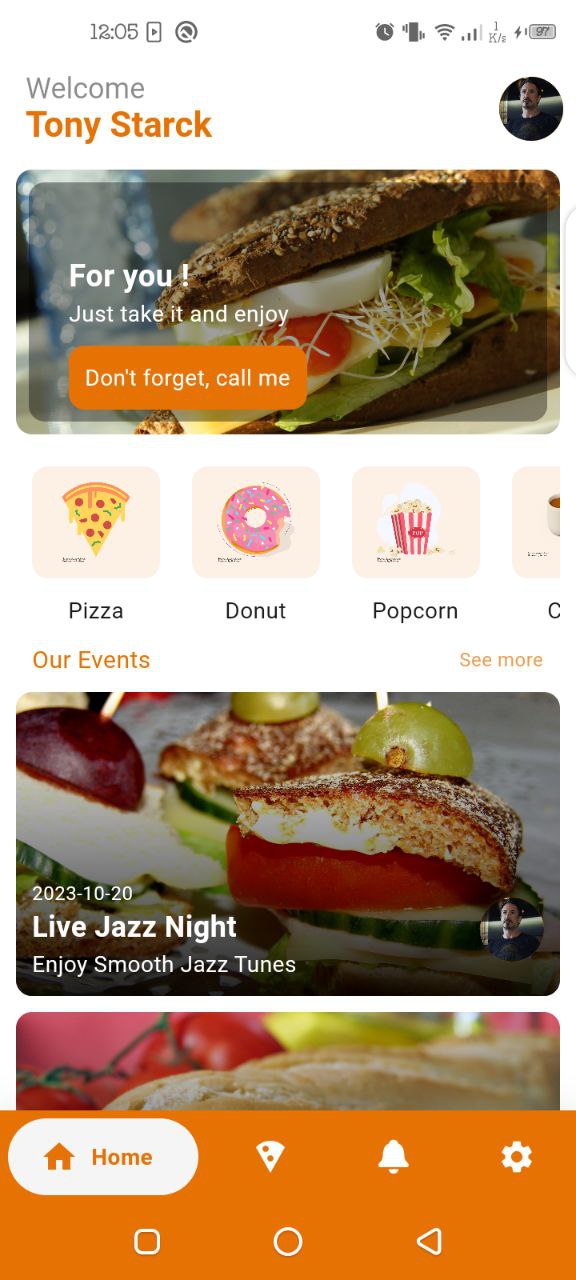 12:05
1
K/s
97
Welcome
Tony Starck
For you !
Just take it and enjoy
Don't forget, call me
Pizza
Donut
Popcorn
C
Our Events
See more
2023-10-20
Live Jazz Night
Enjoy Smooth Jazz Tunes
Home